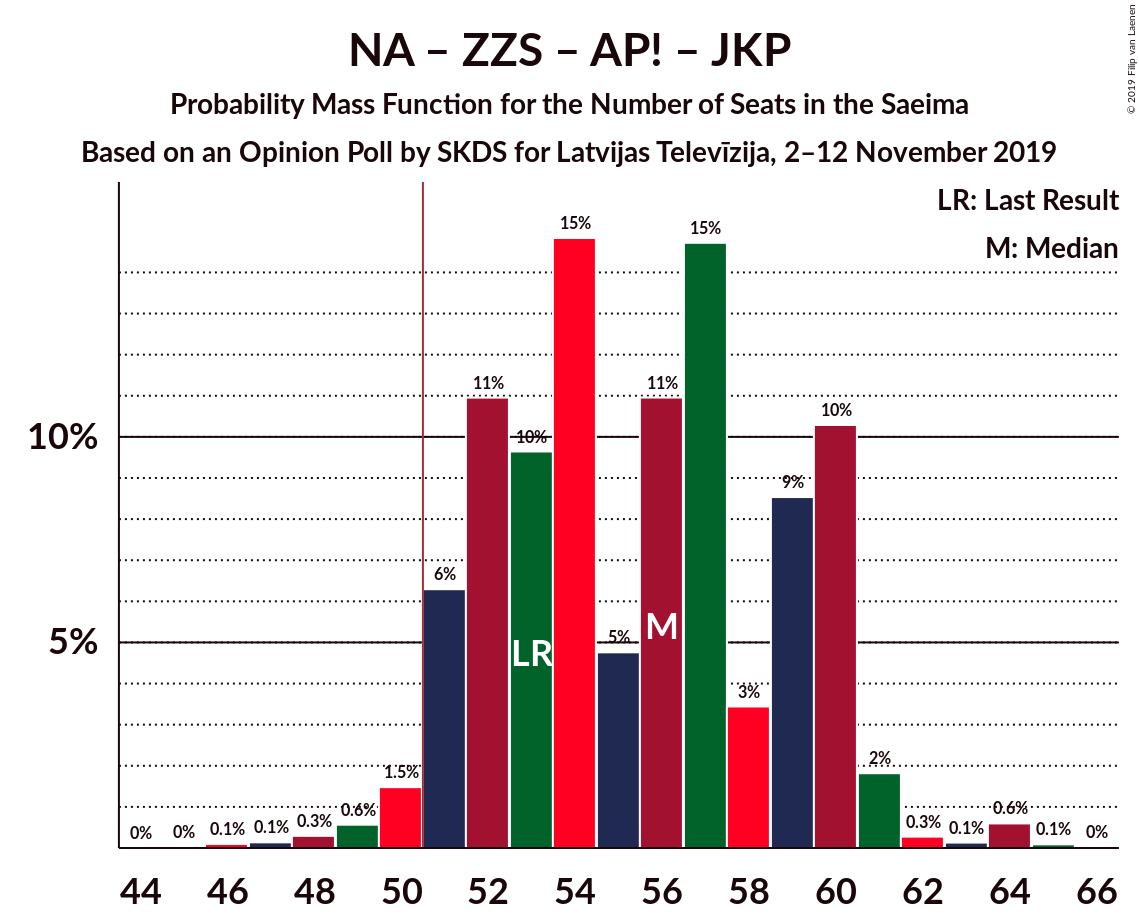 NA – ZZS – AP! – JKP
Probability Mass Function for the Number of Seats in the Saeima
Based on an Opinion Poll by SKDS for Latvijas Televīzija, 2–12 November 2019
© 2019 Filip van Laenen
LR: Last Result
M: Median
10%
5%
0%
0%
0.1%
0.1%
0.3%
0.6%
1.5%
6%
11%
10%
15%
5%
11%
15%
3%
9%
10%
2%
0.3%
0.1%
0.6%
0.1%
0%
LR
M
44 46 48 50 52 54 56 58 60 62 64 66